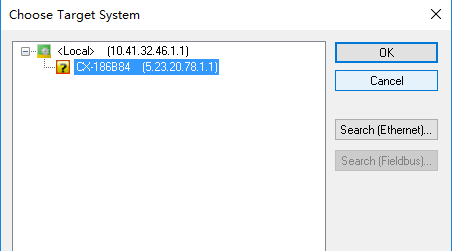 Choose Target System
<Local> (10.41.32.46.1.1)
CX-186B84 (5.23.20.78.1.1)
OK
Cancel
Search (Ethernet)...
Search (Fieldbus)...